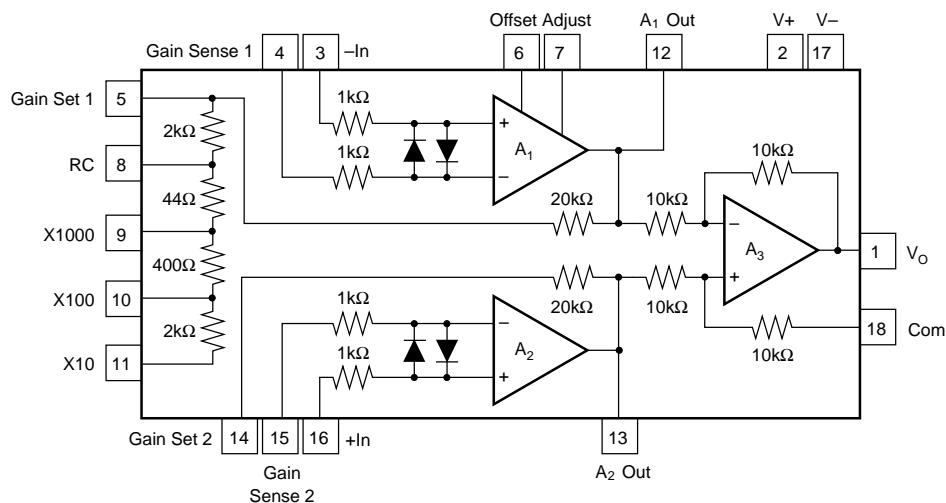 Offset Adjust
A1 Out
V+
V–
Gain Sense 1
4
3
–In
6
7
12
2
17
Gain Set 1
5
2kΩ
1kΩ
+
A1
10kΩ
RC
8
1kΩ
–
44Ω
20kΩ
10kΩ
–
X1000
9
A3
1
VO
400Ω
+
X100
10
1kΩ
20kΩ
10kΩ
18
Com
2kΩ
–
A2
10kΩ
X10
11
1kΩ
+
Gain Set 2
14
15
16
+In
13
Gain
Sense 2
A2 Out